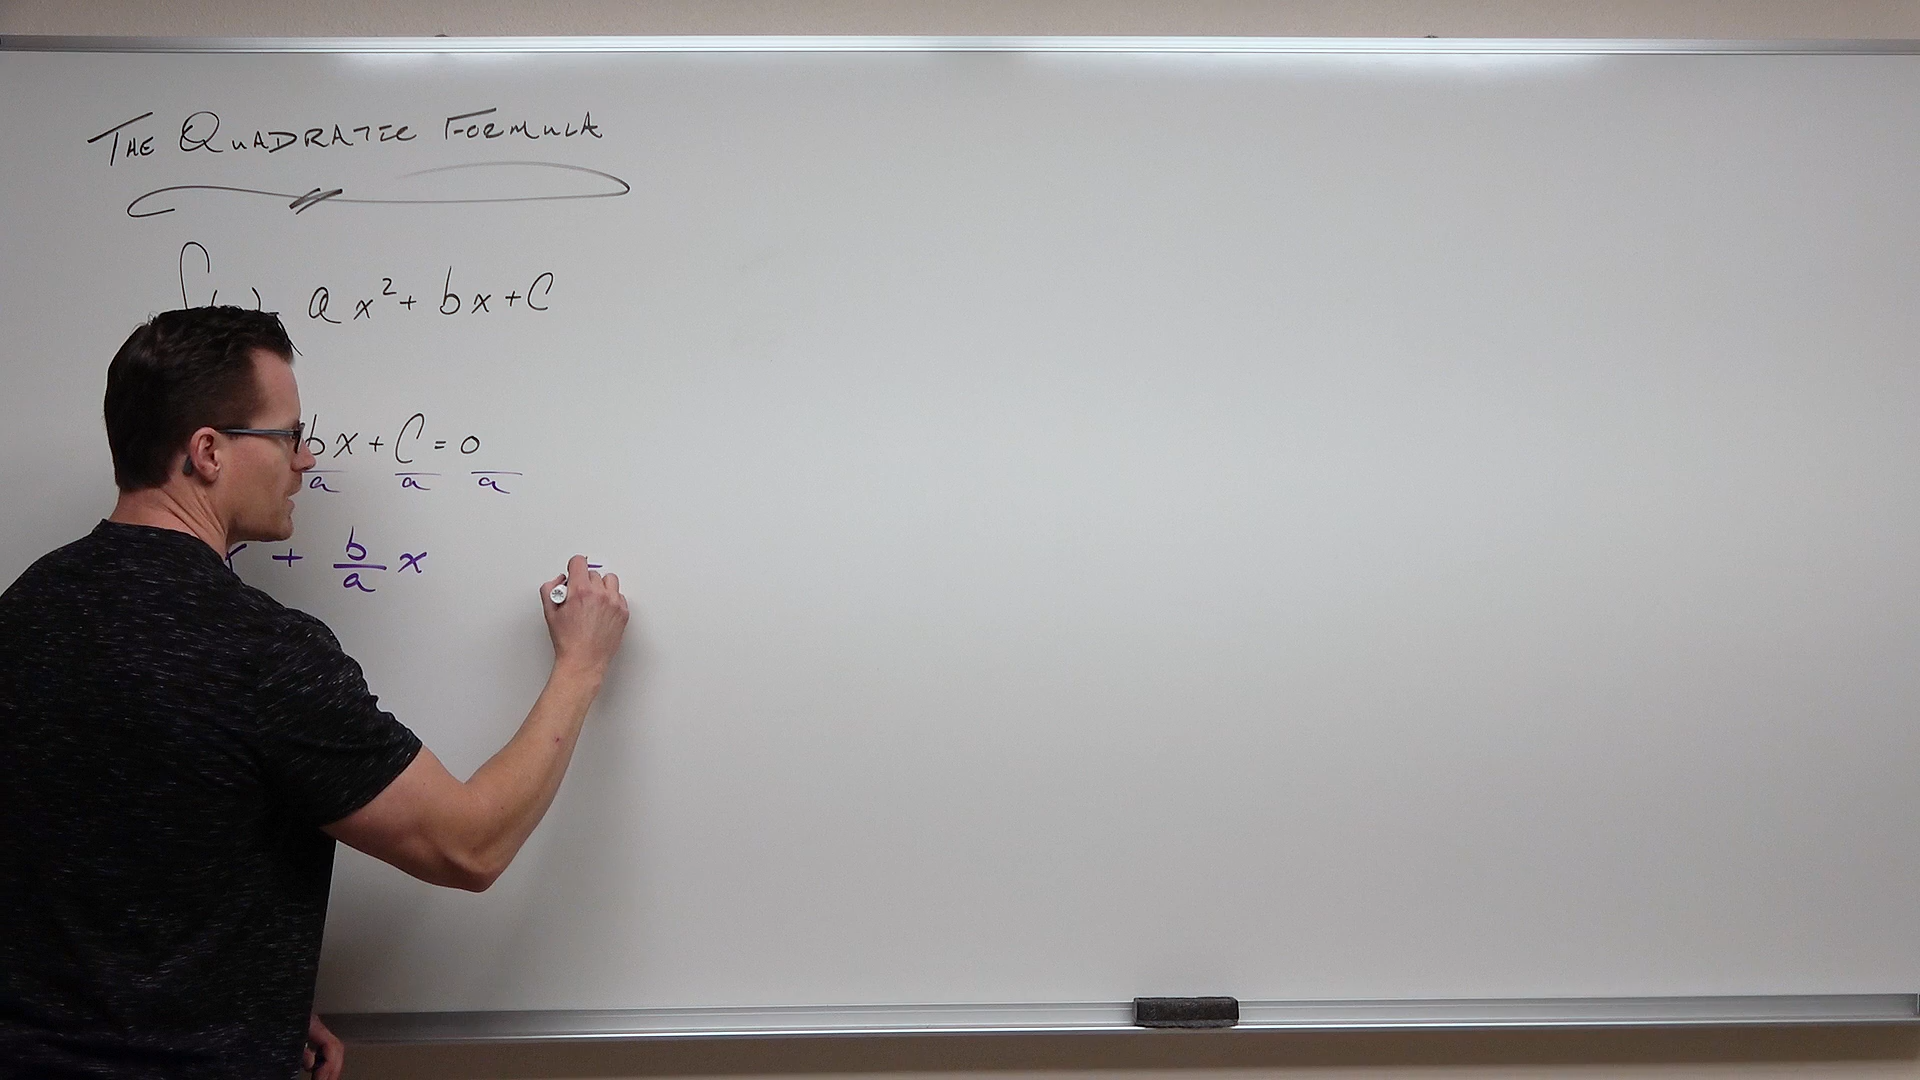 THE QUADRATIC FORMULA
f(x) ax² + bx + C
bx + C = 0
a a a
x + b/a x =